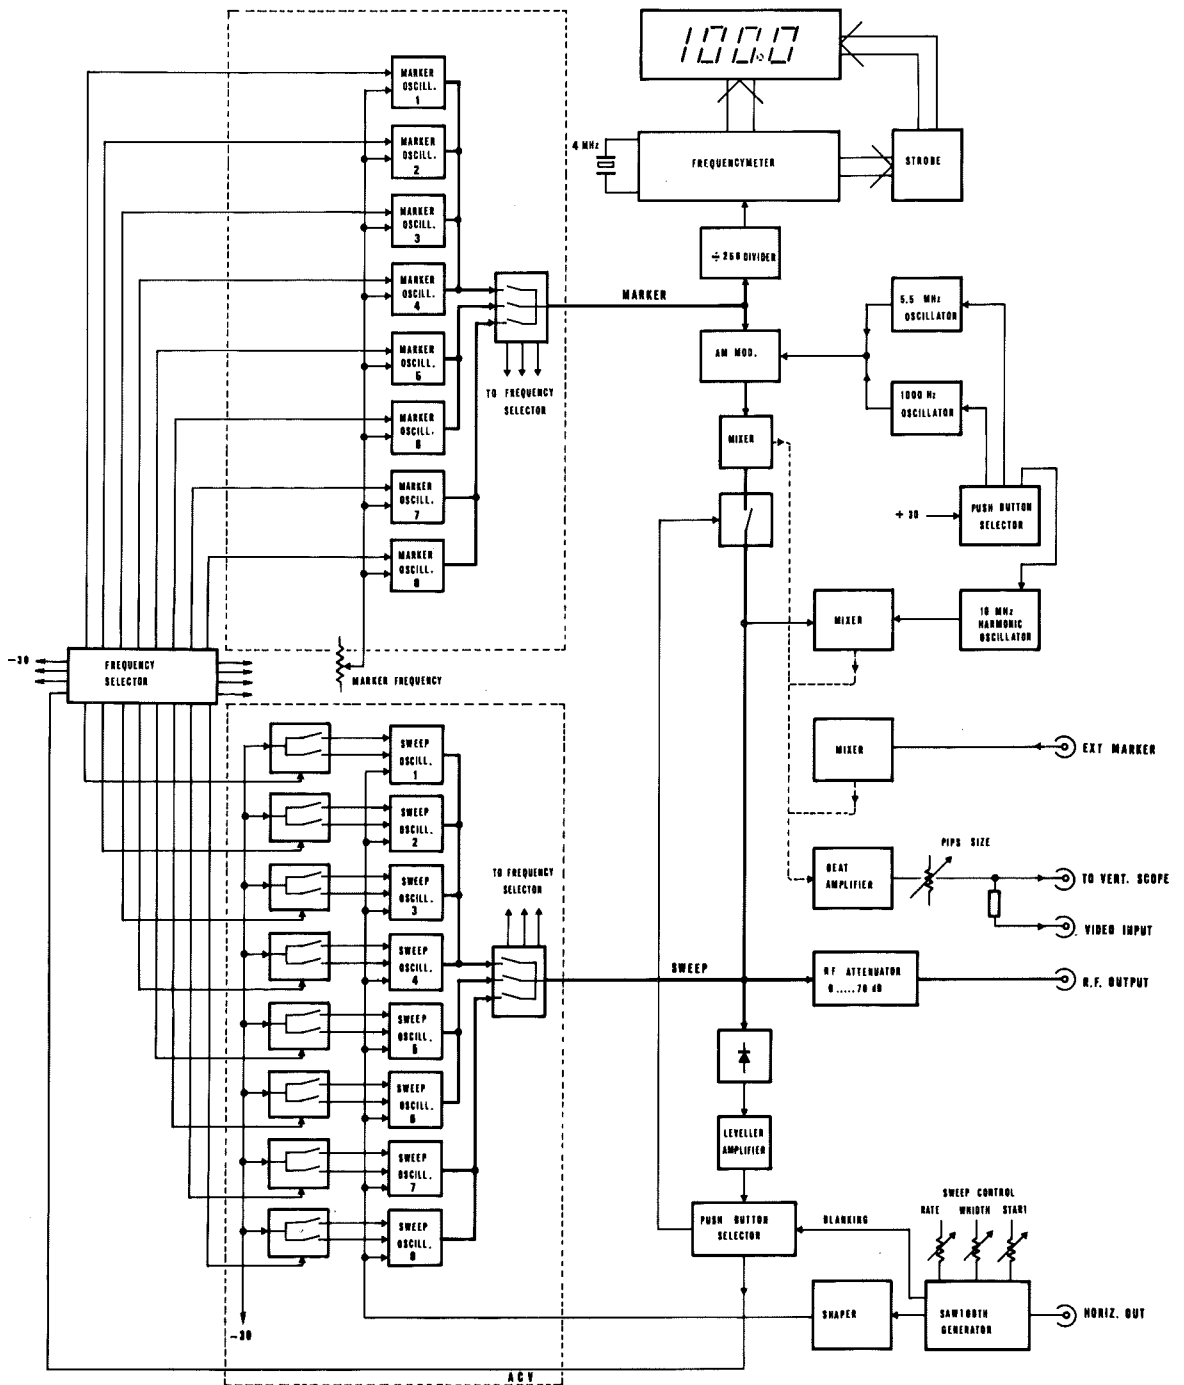 100.0
MARKER
OSCILL.
1
MARKER
OSCILL.
2
MARKER
OSCILL.
3
MARKER
OSCILL.
4
MARKER
OSCILL.
5
MARKER
OSCILL.
6
MARKER
OSCILL.
7
MARKER
OSCILL.
8
4 MHz
FREQUENCYMETER
STROBE
÷256 DIVIDER
MARKER
TO FREQUENCY
SELECTOR
AM MOD.
5.5 MHz
OSCILLATOR
1000 Hz
OSCILLATOR
MIXER
+ 30
PUSH BUTTON
SELECTOR
MIXER
10 MHz
HARMONIC
OSCILLATOR
-30
FREQUENCY
SELECTOR
MARKER FREQUENCY
MIXER
EXT MARKER
SWEEP
OSCILL.
1
SWEEP
OSCILL.
2
SWEEP
OSCILL.
3
SWEEP
OSCILL.
4
SWEEP
OSCILL.
5
SWEEP
OSCILL.
6
SWEEP
OSCILL.
7
SWEEP
OSCILL.
8
TO FREQUENCY
SELECTOR
PIPS SIZE
BEAT
AMPLIFIER
TO VERT. SCOPE
VIDEO INPUT
SWEEP
RF ATTENUATOR
0.....70 dB
R.F. OUTPUT
LEVELLER
AMPLIFIER
PUSH BUTTON
SELECTOR
BLANKING
SWEEP CONTROL
RATE WHIDTH START
SHAPER
SAWTOOTH
GENERATOR
HORIZ. OUT
-30
ACV